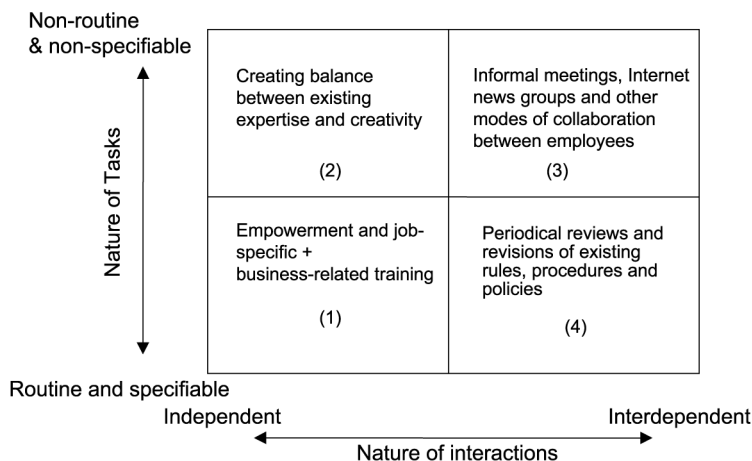 Non-routine
& non-specifiable
Creating balance
between existing
expertise and creativity
(2)
Informal meetings, Internet
news groups and other
modes of collaboration
between employees
(3)
Nature of Tasks
Empowerment and job-
specific +
business-related training
(1)
Periodical reviews and
revisions of existing
rules, procedures and
policies
(4)
Routine and specifiable
Independent
Interdependent
Nature of interactions